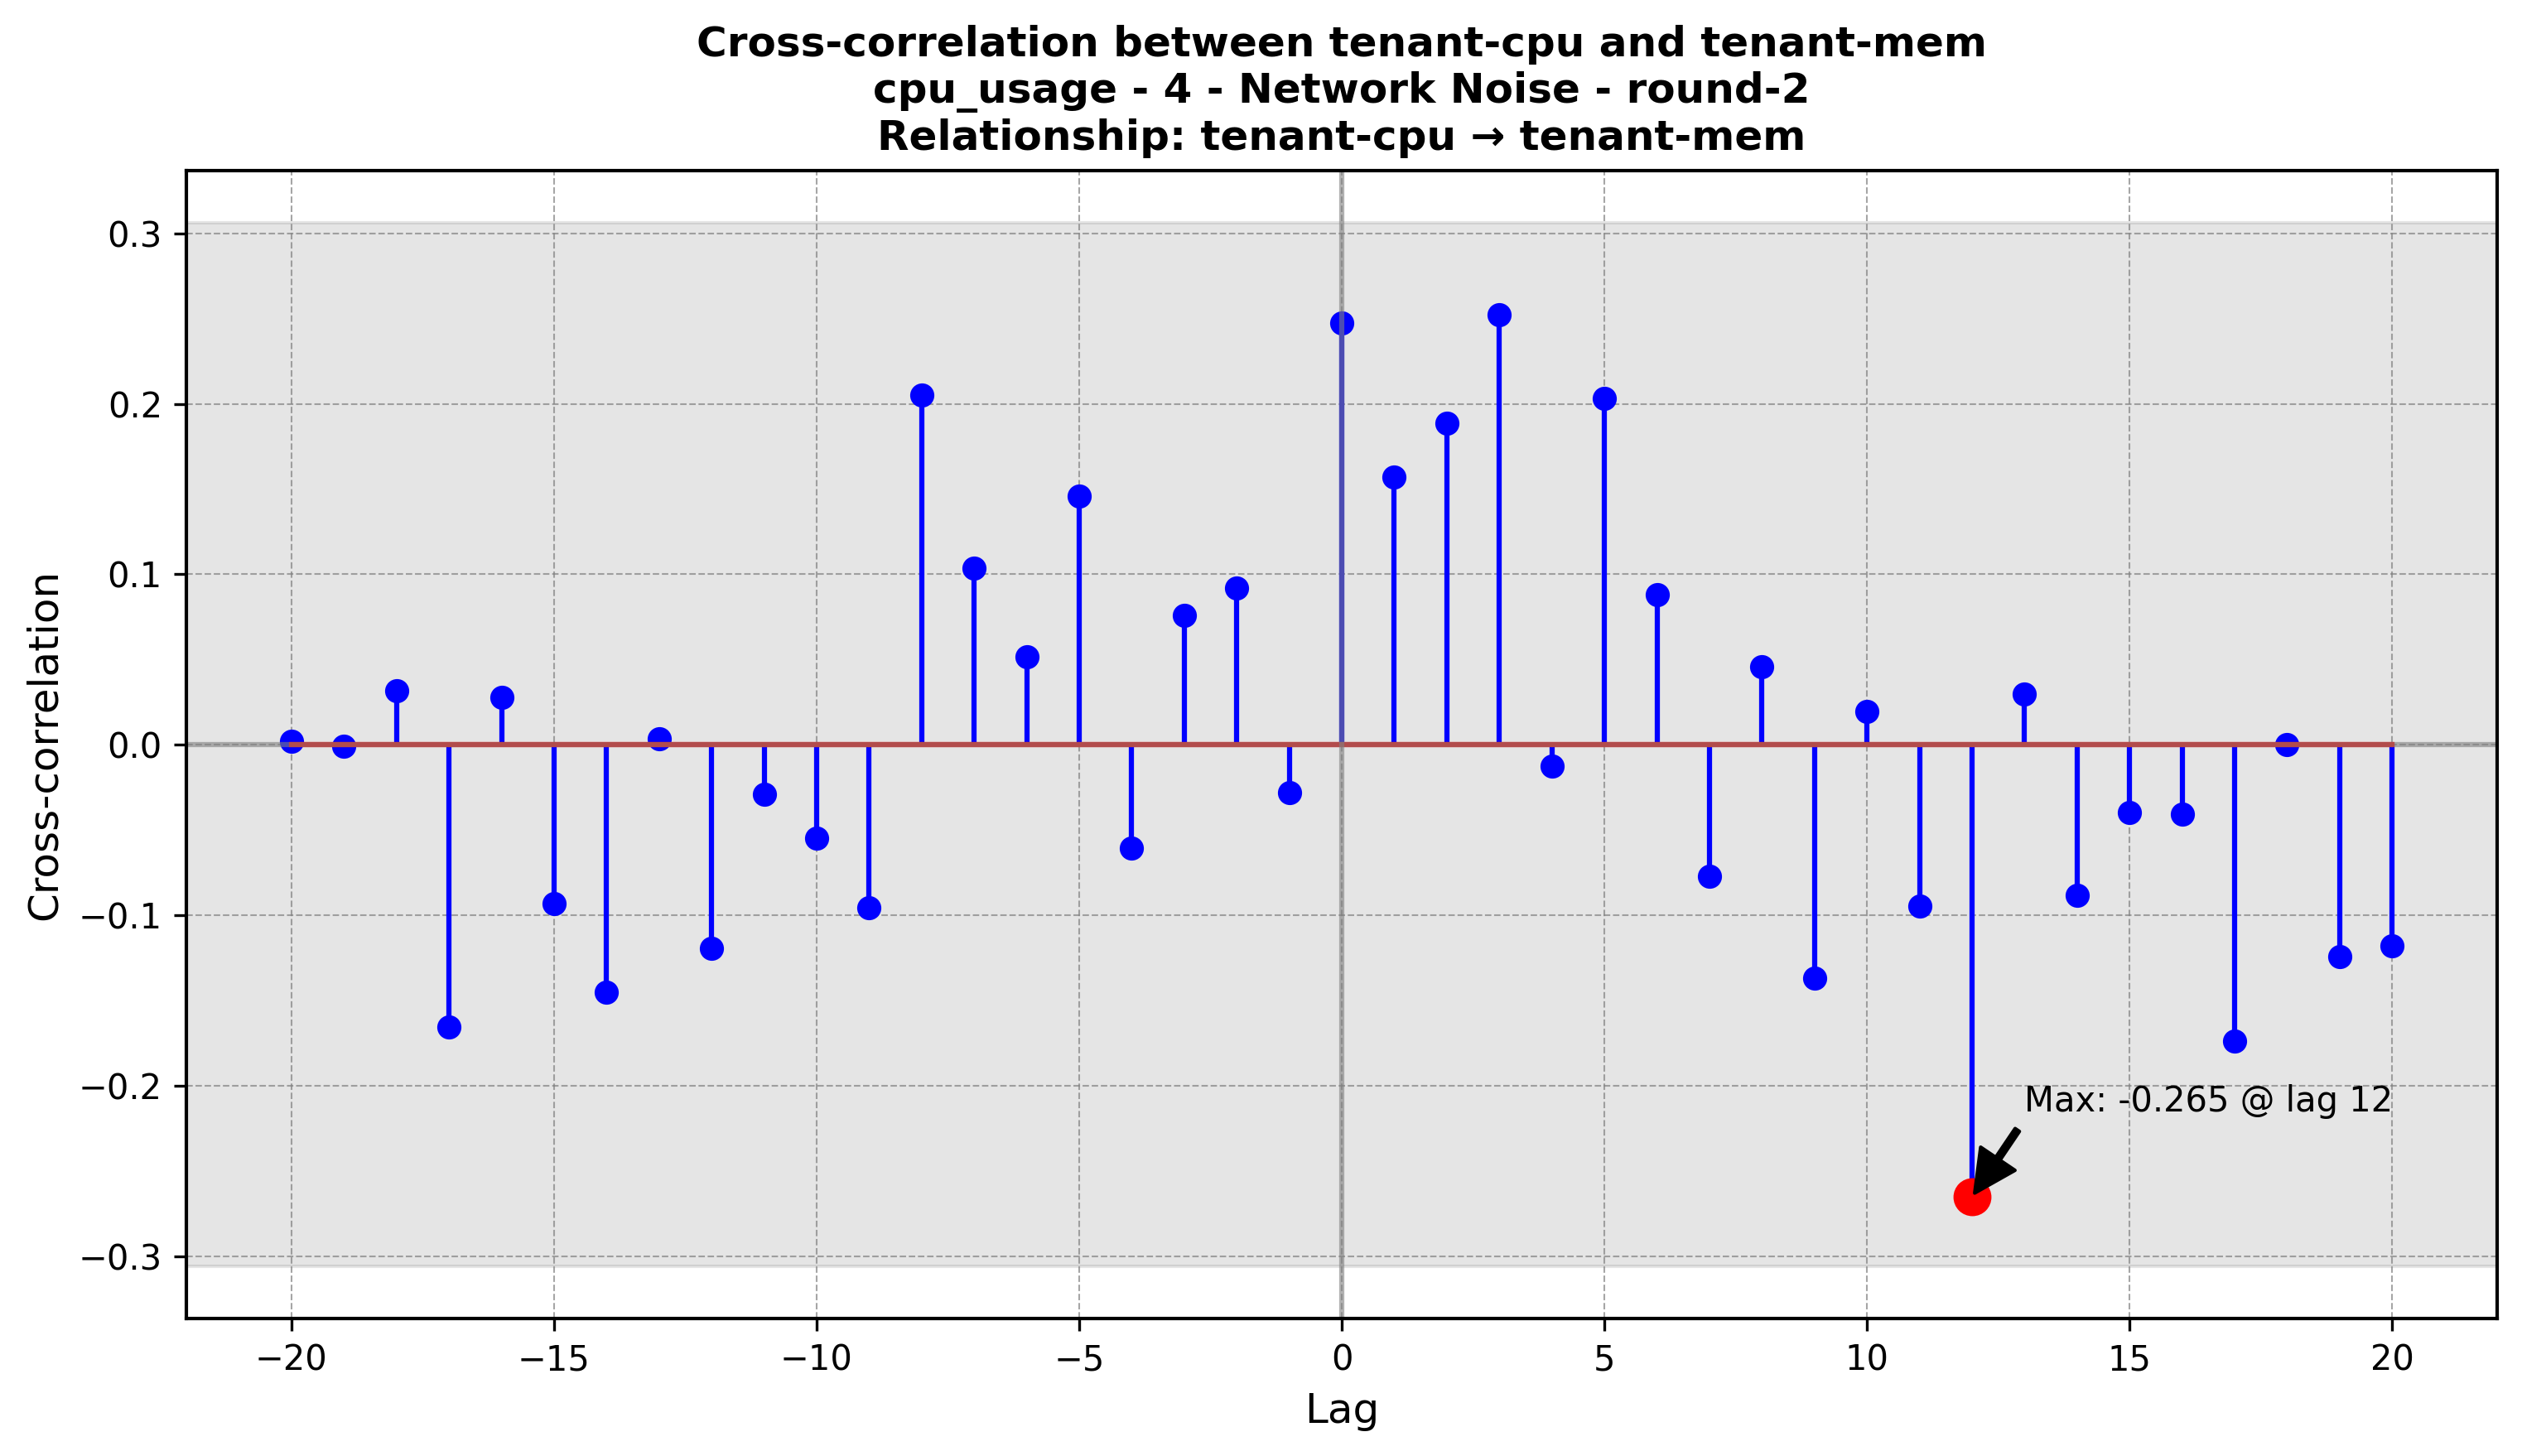 Cross-correlation between tenant-cpu and tenant-mem
cpu_usage - 4 - Network Noise - round-2
Relationship: tenant-cpu → tenant-mem
Cross-correlation
0.3
0.2
0.1
0.0
−0.1
−0.2
−0.3
Max: -0.265 @ lag 12
−20
−15
−10
−5
0
5
10
15
20
Lag